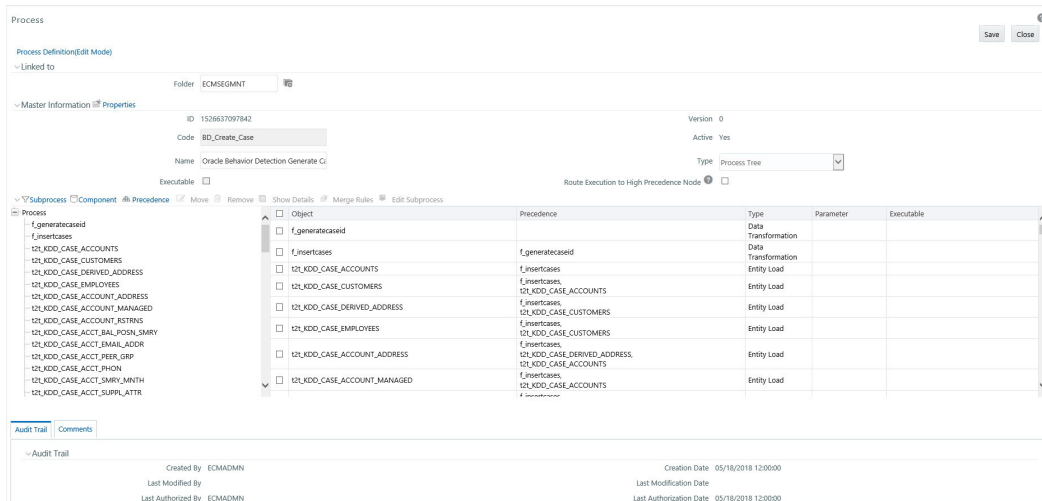 Process
Save Close
Process Definition(Edit Mode)
Linked to
Folder ECMSEGMNT
Master Information Properties
ID 1526637097842 Version 0
Code BD_Create_Case Active Yes
Name Oracle Behavior Detection Generate Ca Type Process Tree
Executable Route Execution to High Precedence Node
Subprocess Component Precedence Move Remove Show Details Merge Rules Edit Subprocess
Process
f_generatecaseid
f_insertcases
t2t_KDD_CASE_ACCOUNTS
t2t_KDD_CASE_CUSTOMERS
t2t_KDD_CASE_DERIVED_ADDRESS
t2t_KDD_CASE_EMPLOYEES
t2t_KDD_CASE_ACCOUNT_ADDRESS
t2t_KDD_CASE_ACCOUNT_MANAGED
t2t_KDD_CASE_ACCOUNT_RSTRNS
t2t_KDD_CASE_ACCT_BAL_POSN_SMRY
t2t_KDD_CASE_ACCT_EMAIL_ADDR
t2t_KDD_CASE_ACCT_PEER_GRP
t2t_KDD_CASE_ACCT_PHON
t2t_KDD_CASE_ACCT_SMRY_MNTH
t2t_KDD_CASE_ACCT_SUPPL_ATTR
Object Precedence Type Parameter Executable
f_generatecaseid Data
Transformation
f_insertcases f_generatecaseid Data
Transformation
t2t_KDD_CASE_ACCOUNTS f_insertcases Entity Load
t2t_KDD_CASE_CUSTOMERS f_insertcases, Entity Load
t2t_KDD_CASE_ACCOUNTS
t2t_KDD_CASE_DERIVED_ADDRESS f_insertcases, Entity Load
t2t_KDD_CASE_CUSTOMERS
t2t_KDD_CASE_EMPLOYEES f_insertcases, Entity Load
t2t_KDD_CASE_CUSTOMERS
f_insertcases,
t2t_KDD_CASE_ACCOUNT_ADDRESS t2t_KDD_CASE_DERIVED_ADDRESS, Entity Load
t2t_KDD_CASE_ACCOUNTS
t2t_KDD_CASE_ACCOUNT_MANAGED f_insertcases, Entity Load
t2t_KDD_CASE_ACCOUNTS
f_insertcases
Audit Trail Comments
Audit Trail
Created By ECMADMN Creation Date 05/18/2018 12:00:00
Last Modified By Last Modification Date
Last Authorized By ECMADMN Last Authorization Date 05/18/2018 12:00:00